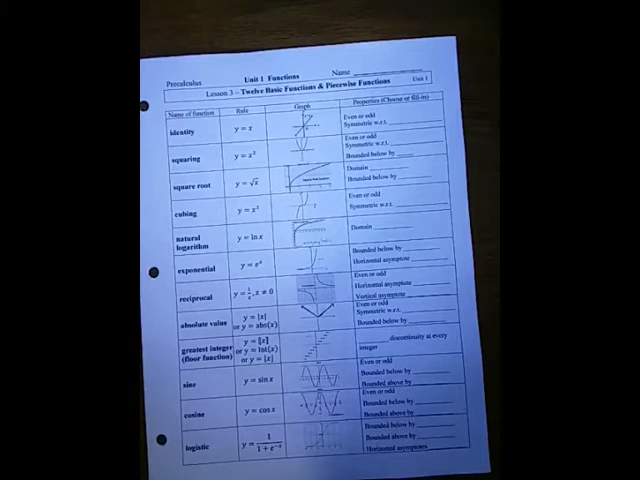 Precalculus Unit 1 Functions Name
Lesson 3 – Twelve Basic Functions & Piecewise Functions Unit 1
Name of function Rule Graph Properties (Choose or fill-in)
identity y = x Even or odd
Symmetric w.r.t.
squaring y = x² Even or odd
Symmetric w.r.t.
Bounded below by
square root y = √x Domain
Bounded below by
cubing y = x³ Even or odd
Symmetric w.r.t.
natural
logarithm y = ln x Domain
exponential y = eˣ Bounded below by
Horizontal asymptote
reciprocal y = 1/x, x ≠ 0 Even or odd
Horizontal asymptote
Vertical asymptote
absolute value y = |x|
or y = abs(x) Even or odd
Symmetric w.r.t.
Bounded below by
greatest integer
(floor function) y = ⟦x⟧
or y = int(x)
or y = ⌊x⌋ discontinuity at every
integer
sine y = sin x Even or odd
Bounded below by
Bounded above by
cosine y = cos x Even or odd
Bounded below by
Bounded above by
logistic y = 1/(1 + e⁻ˣ) Bounded below by
Bounded above by
Horizontal asymptotes